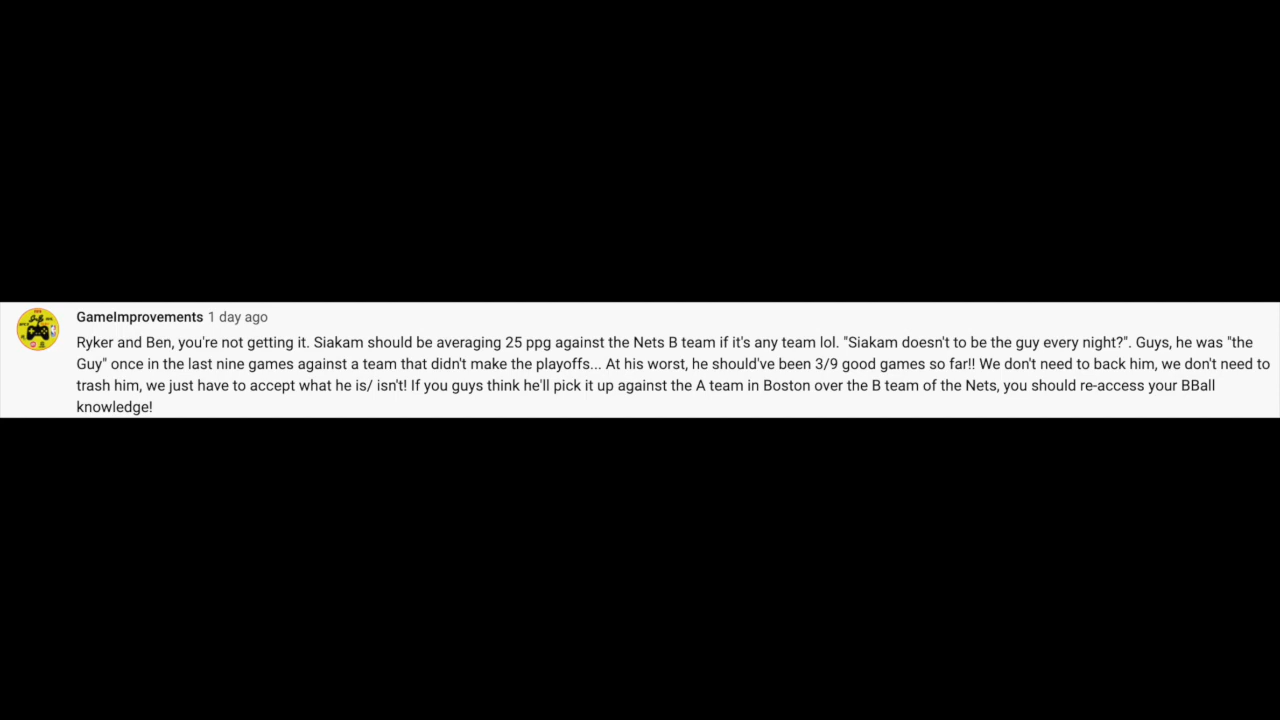 GameImprovements 1 day ago
Ryker and Ben, you're not getting it. Siakam should be averaging 25 ppg against the Nets B team if it's any team lol. "Siakam doesn't to be the guy every night?". Guys, he was "the
Guy" once in the last nine games against a team that didn't make the playoffs... At his worst, he should've been 3/9 good games so far!! We don't need to back him, we don't need to
trash him, we just have to accept what he is/ isn't! If you guys think he'll pick it up against the A team in Boston over the B team of the Nets, you should re-access your BBall
knowledge!